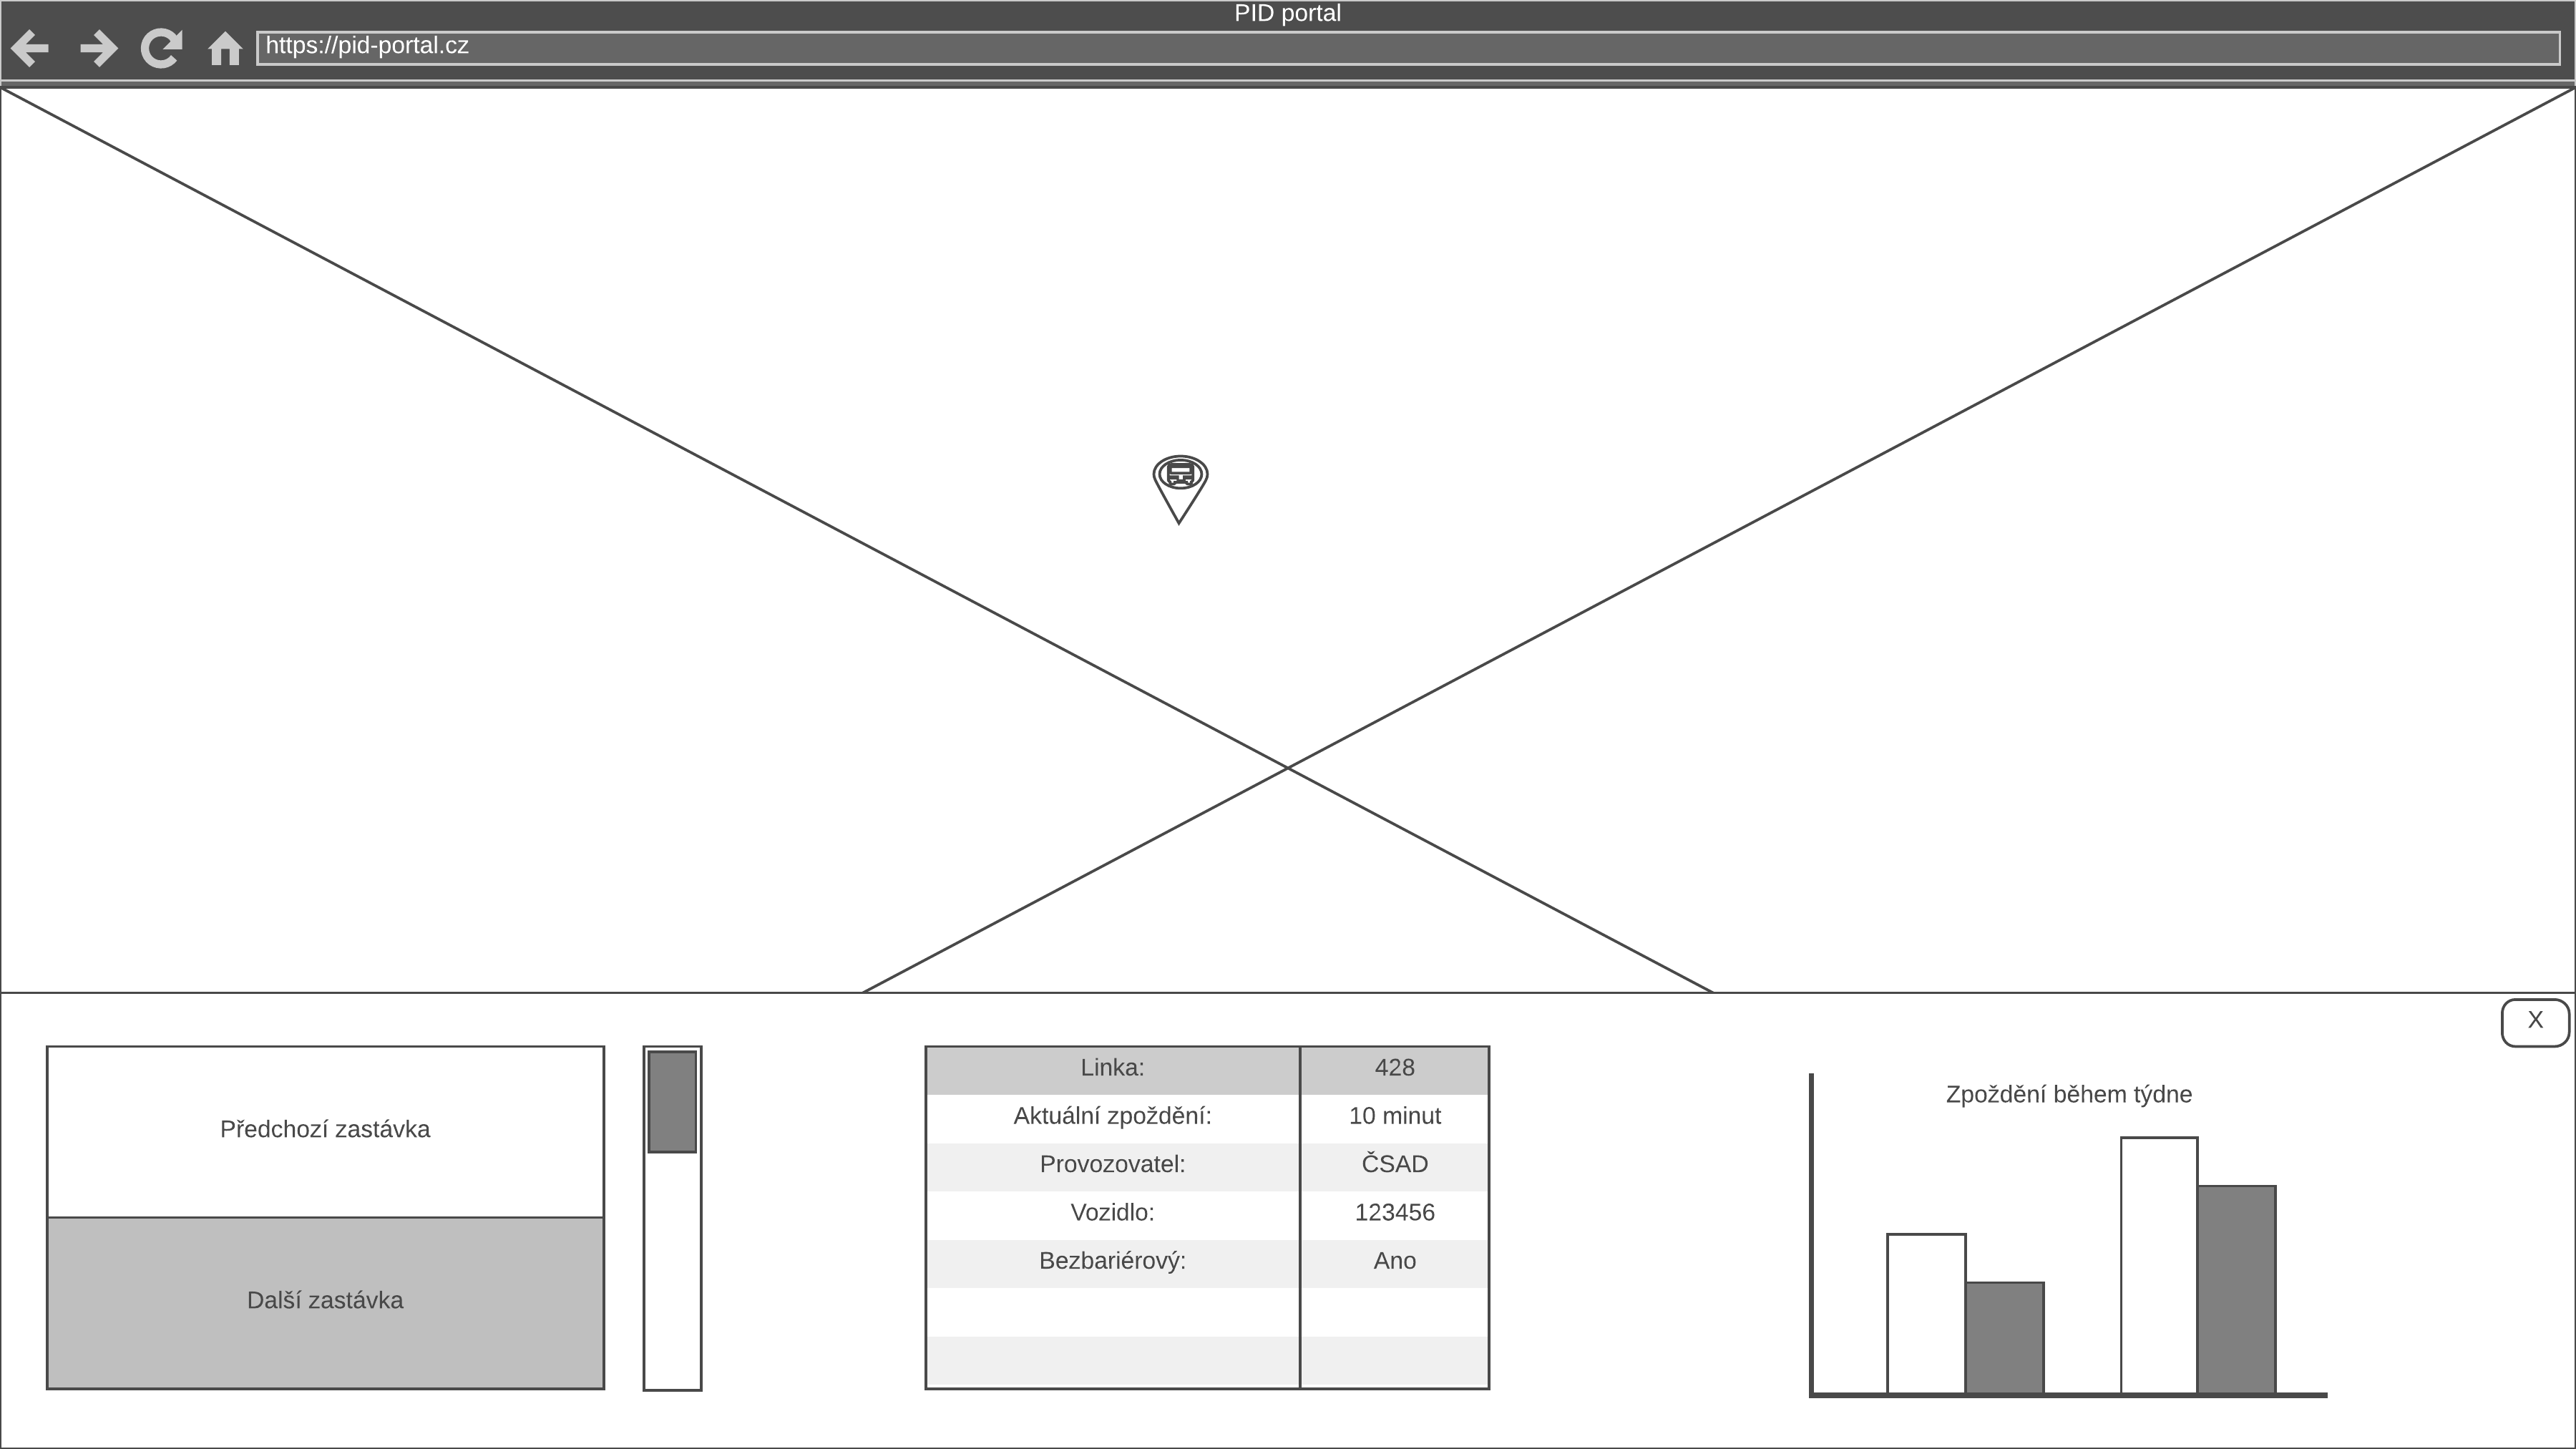 PID portal
https://pid-portal.cz
X
Předchozí zastávka
Další zastávka
Linka: 428
Aktuální zpoždění: 10 minut
Provozovatel: ČSAD
Vozidlo: 123456
Bezbariérový: Ano
Zpoždění během týdne